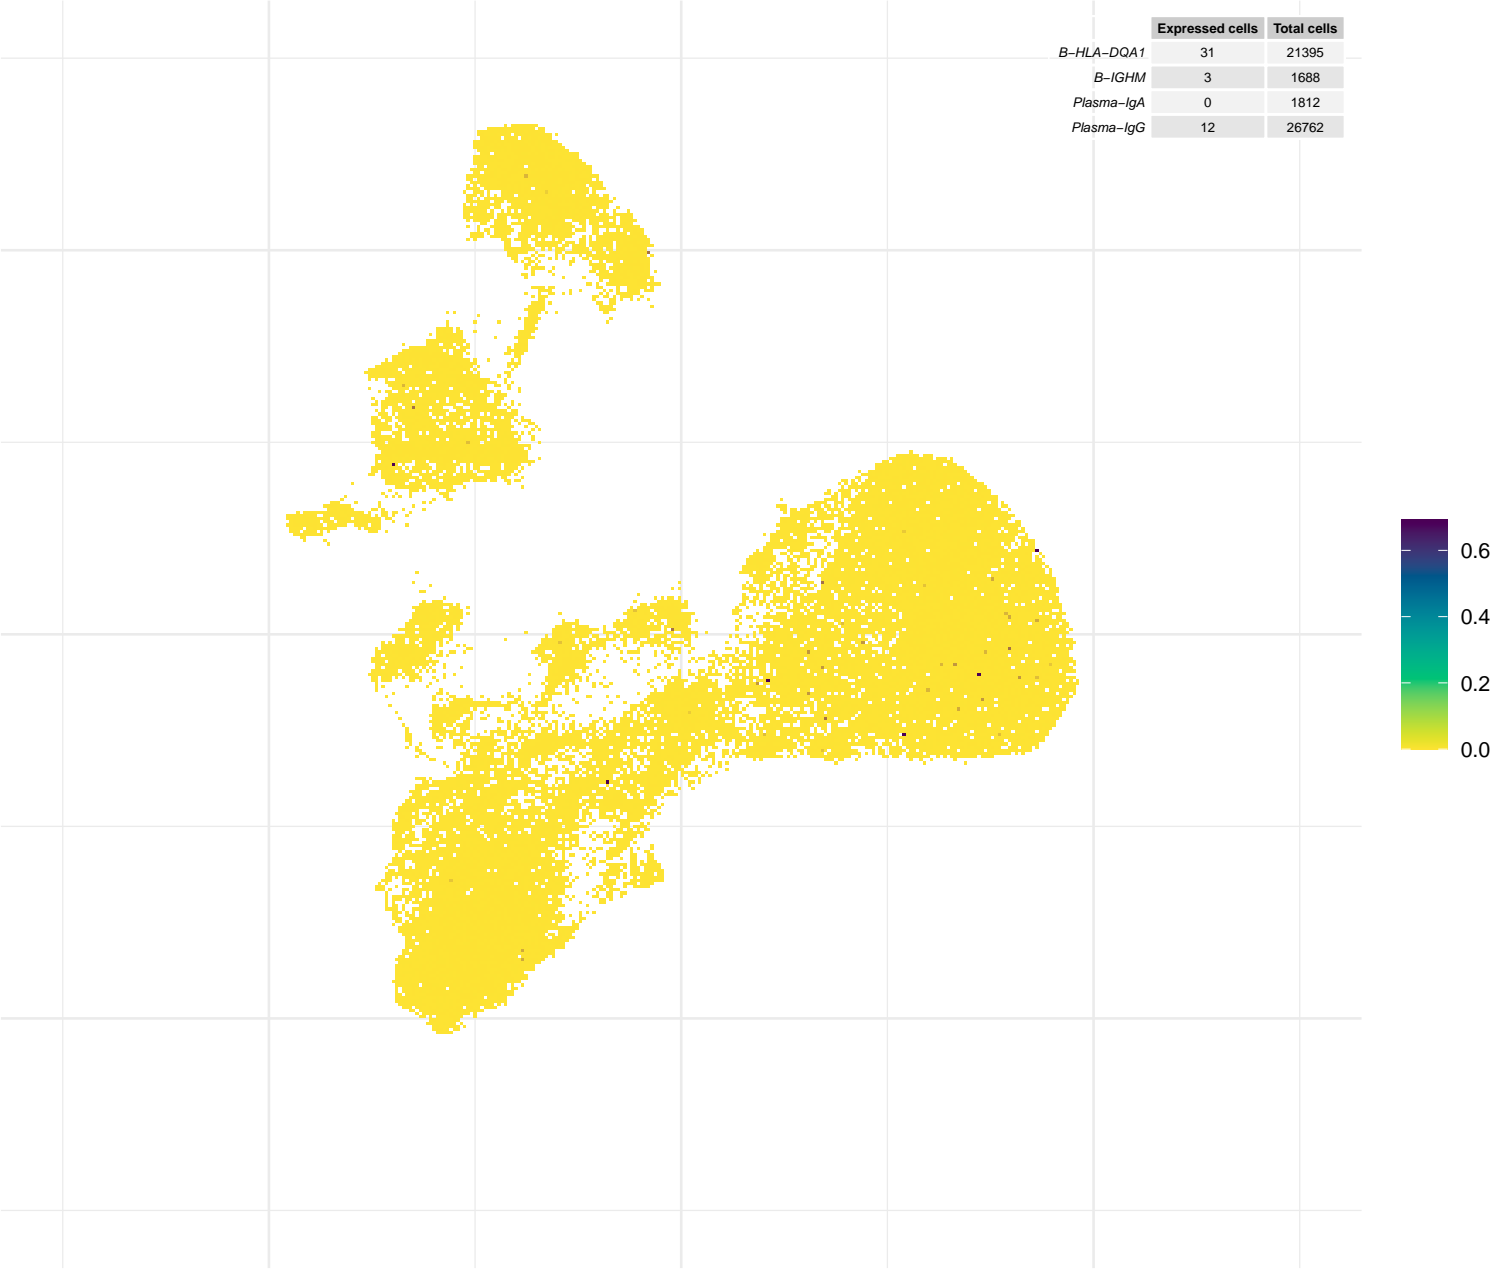 Expressed cells Total cells
B−HLA−DQA1 31 21395
B−IGHM 3 1688
Plasma−IgA 0 1812
Plasma−IgG 12 26762
0.6
0.4
0.2
0.0